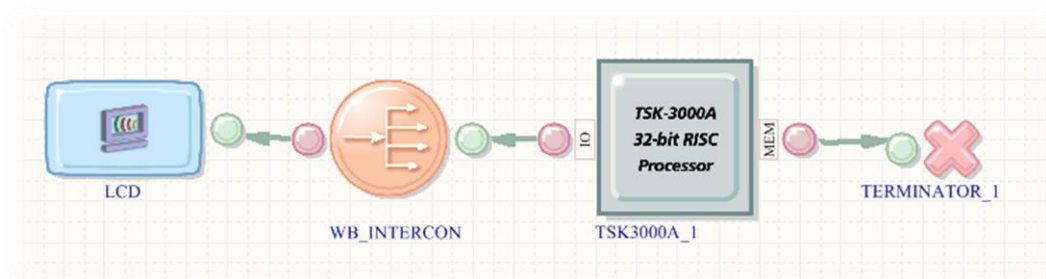 TSK-3000A
32-bit RISC
Processor
IO
MEM
LCD
WB_INTERCON
TSK3000A_1
TERMINATOR_1